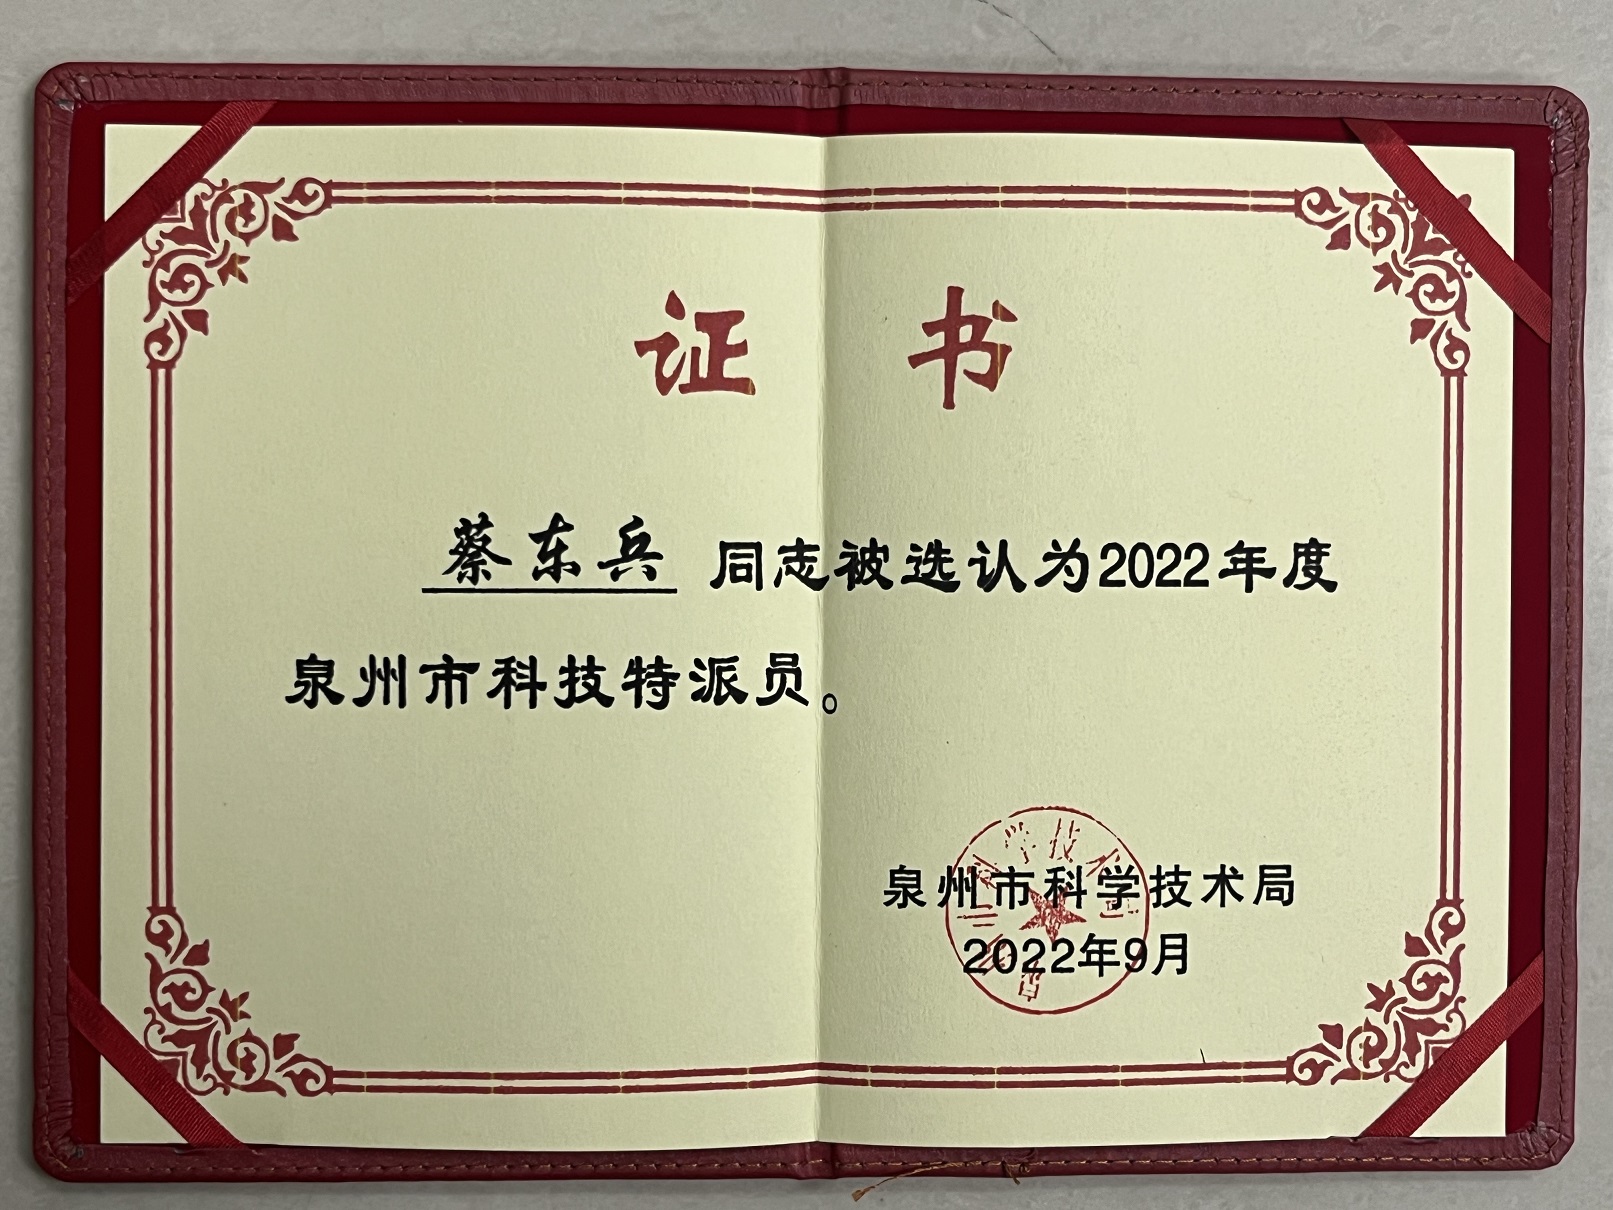 证书
蔡东兵 同志被选认为2022年度
泉州市科技特派员。
泉州市科学技术局
2022年9月